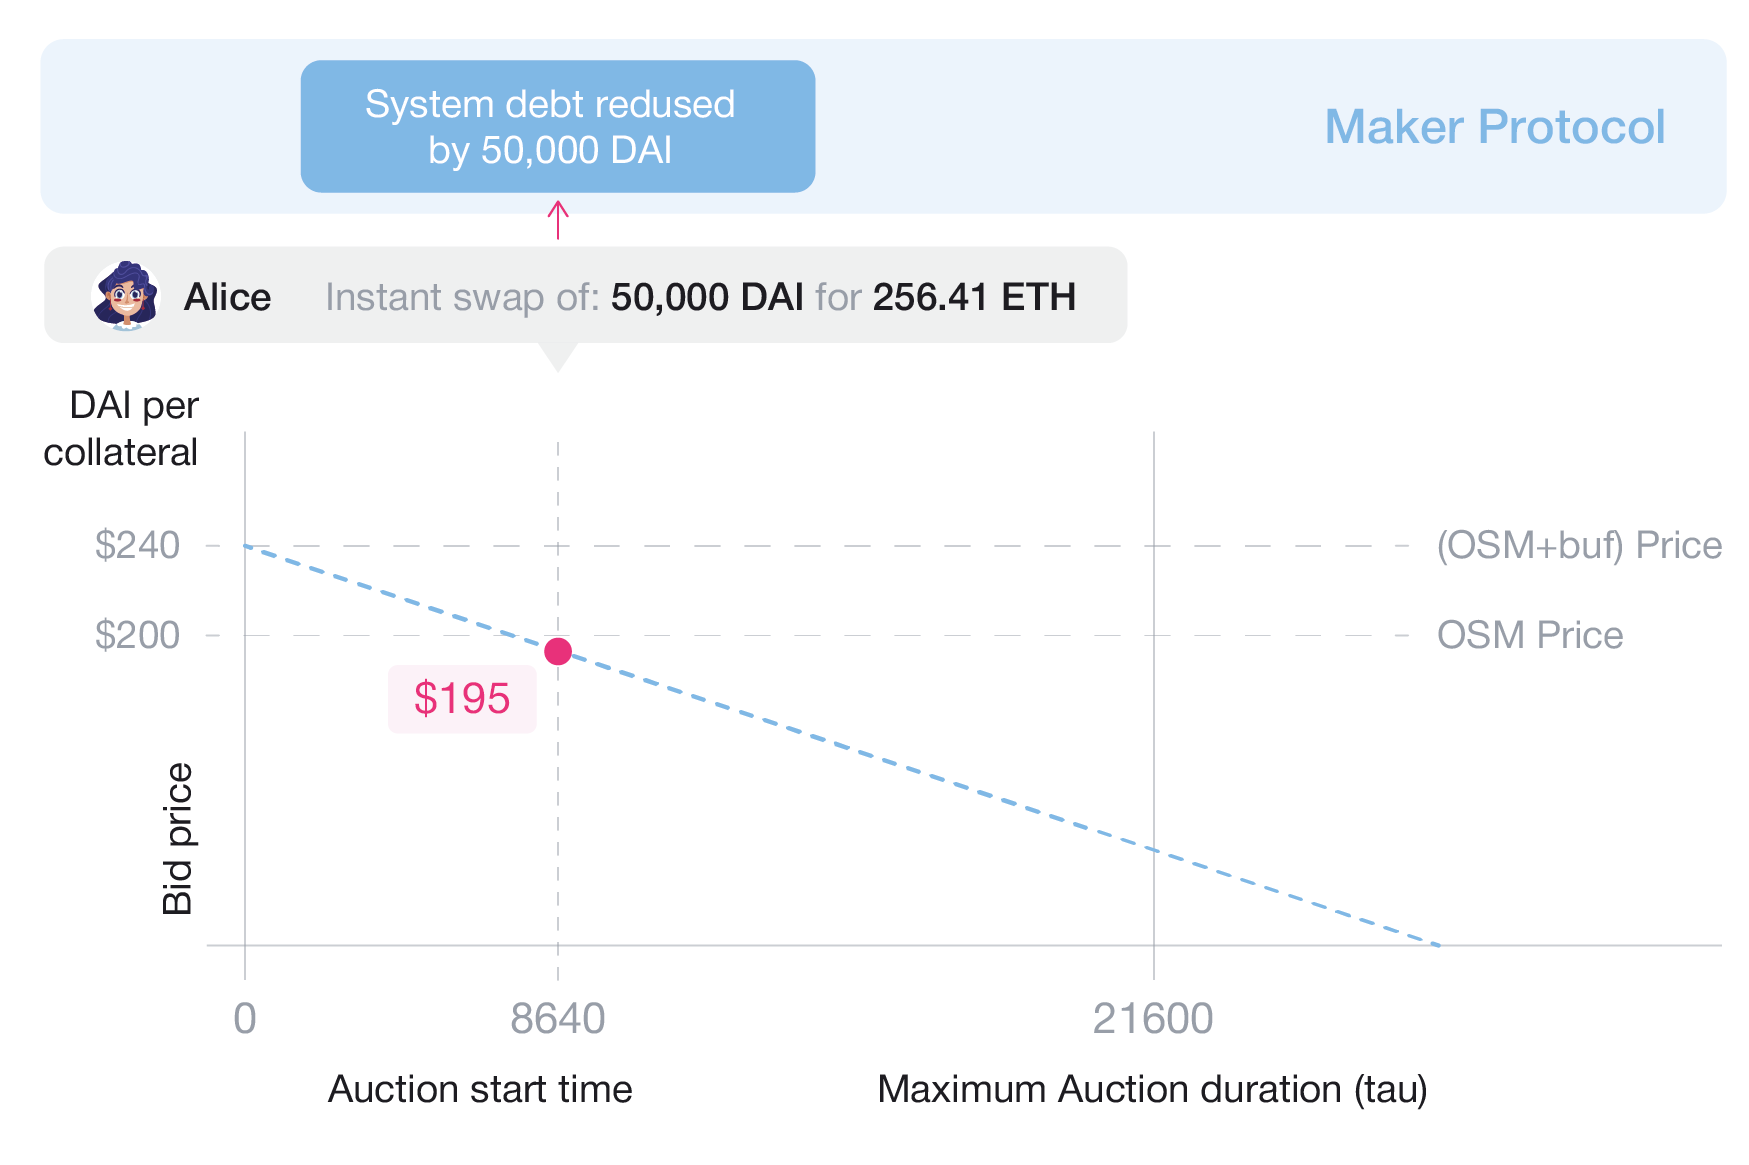 System debt redused
by 50,000 DAI
Maker Protocol
Alice Instant swap of: 50,000 DAI for 256.41 ETH
DAI per
collateral
$240
(OSM+buf) Price
$200
OSM Price
$195
Bid price
0
8640
21600
Auction start time
Maximum Auction duration (tau)